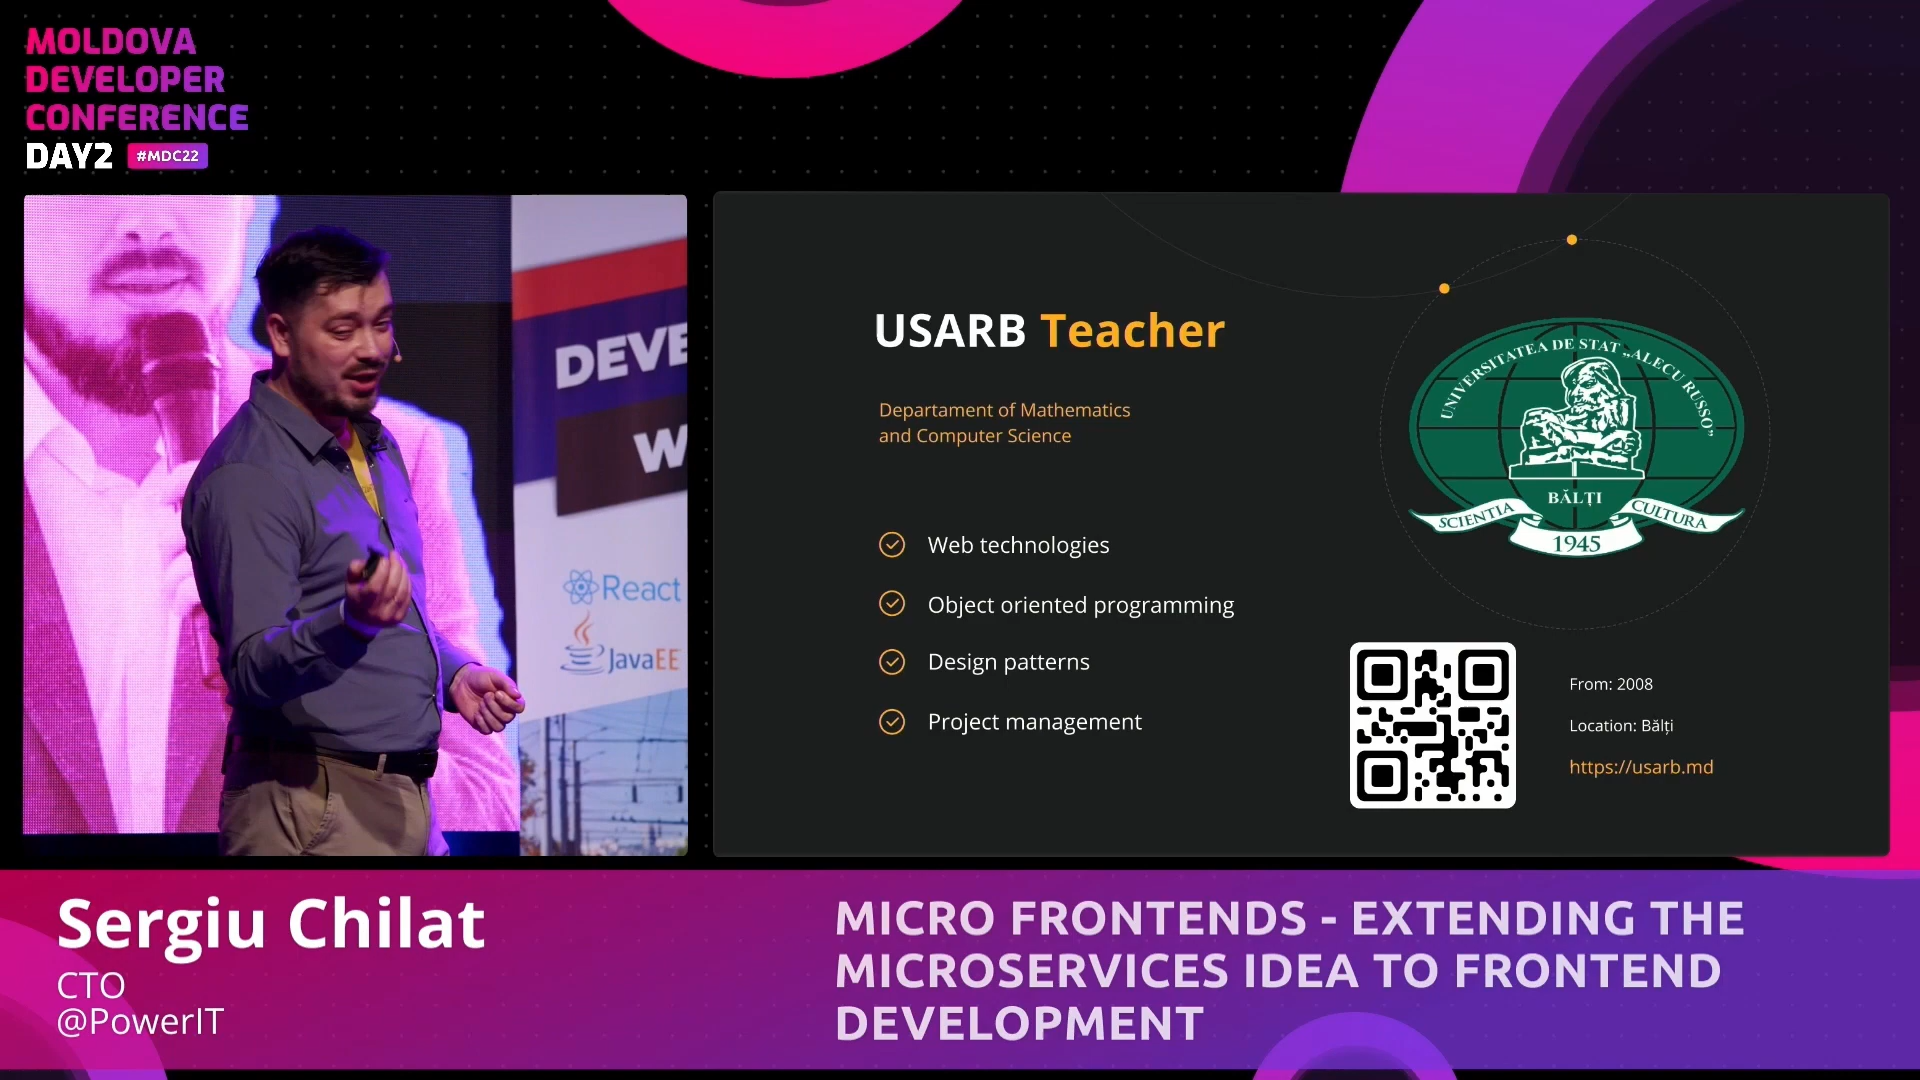 MOLDOVA
DEVELOPER
CONFERENCE
DAY2 #MDC22
DEVE
W
React
JavaEE
USARB Teacher
Departament of Mathematics
and Computer Science
Web technologies
Object oriented programming
Design patterns
Project management
UNIVERSITATEA DE STAT „ALECU RUSSO”
BĂLȚI
SCIENTIA
CULTURA
1945
From: 2008
Location: Bălți
https://usarb.md
Sergiu Chilat
CTO
@PowerIT
MICRO FRONTENDS - EXTENDING THE
MICROSERVICES IDEA TO FRONTEND
DEVELOPMENT